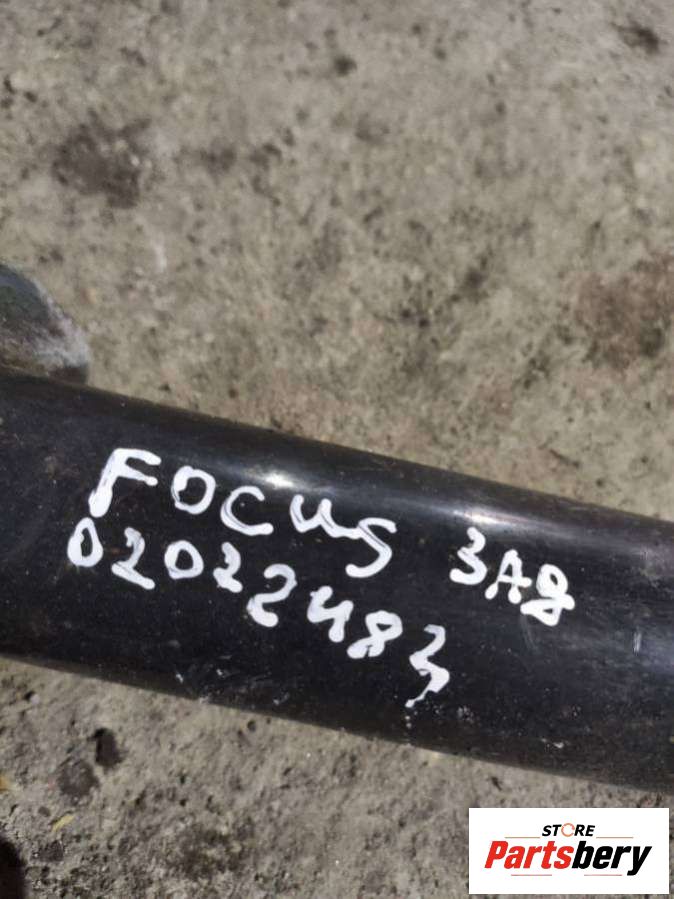 FOCUS ЗАд
02022483
STORE
Partsbery